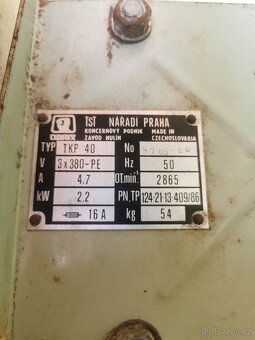 TST NÁŘADÍ PRAHA
KONCERNOVÝ PODNIK MADE IN
ZÁVOD HULÍN CZECHOSLOVAKIA
TYP TKP 40 No
V 3x380~PE Hz 50
A 4.7 OT.min⁻¹ 2865
kW 2.2 PN,TP 124-21-13-409/86
16 A kg 54